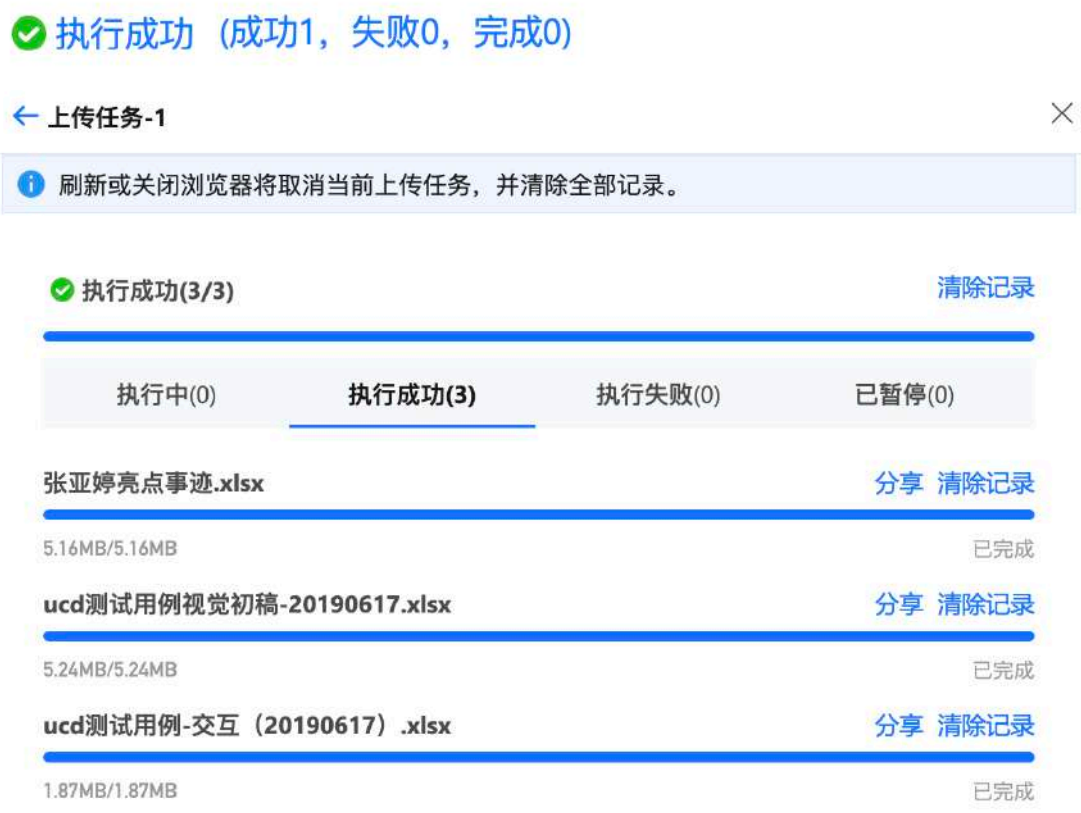 执行成功（成功1，失败0，完成0）
上传任务-1
刷新或关闭浏览器将取消当前上传任务，并清除全部记录。
执行成功(3/3) 清除记录
执行中(0) 执行成功(3) 执行失败(0) 已暂停(0)
张亚婷亮点事迹.xlsx 分享 清除记录
5.16MB/5.16MB 已完成
ucd测试用例视觉初稿-20190617.xlsx 分享 清除记录
5.24MB/5.24MB 已完成
ucd测试用例-交互（20190617）.xlsx 分享 清除记录
1.87MB/1.87MB 已完成